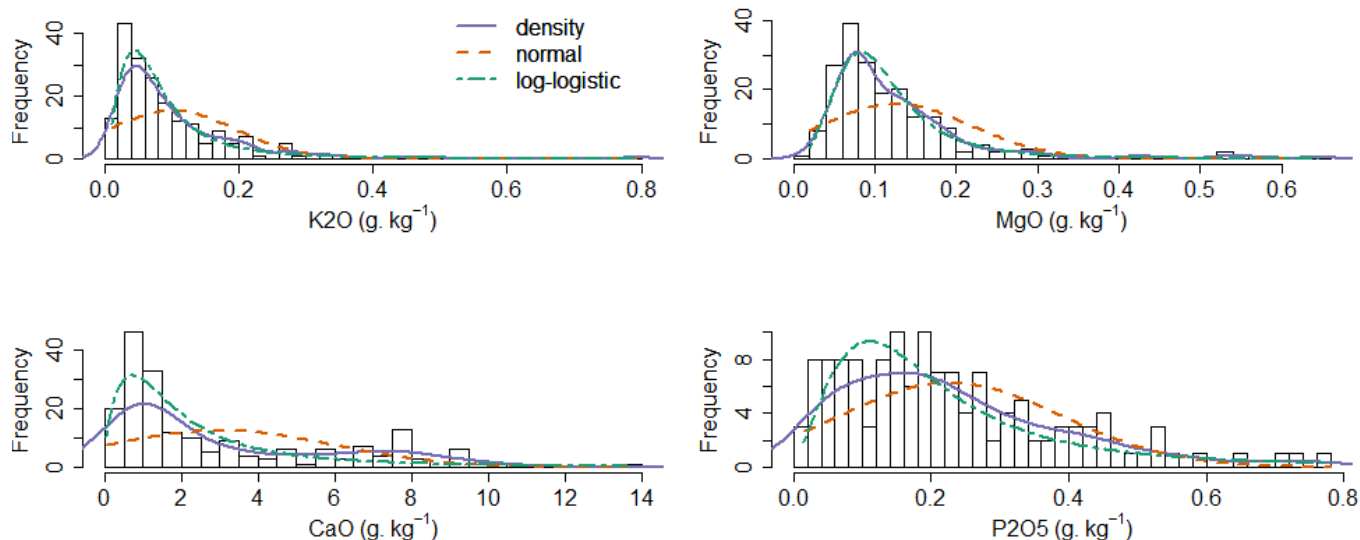 density
normal
log-logistic
Frequency
0 20 40
0.0 0.2 0.4 0.6 0.8
K2O (g. kg⁻¹)
Frequency
0 20 40
0.0 0.1 0.2 0.3 0.4 0.5 0.6
MgO (g. kg⁻¹)
Frequency
0 20 40
0 2 4 6 8 10 12 14
CaO (g. kg⁻¹)
Frequency
0 4 8
0.0 0.2 0.4 0.6 0.8
P2O5 (g. kg⁻¹)